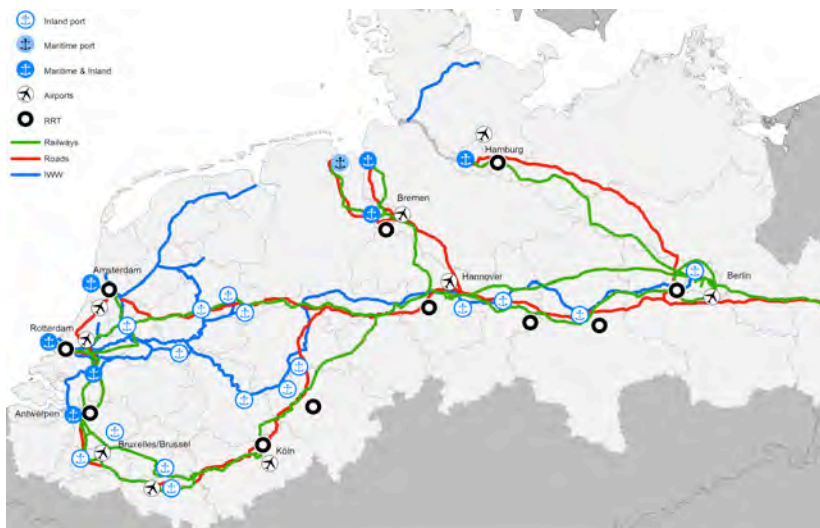 Inland port
Maritime port
Maritime & Inland
Airports
RRT
Railways
Roads
IWW
Hamburg
Bremen
Amsterdam
Hannover
Berlin
Rotterdam
Antwerpen
Bruxelles/Brussel
Köln